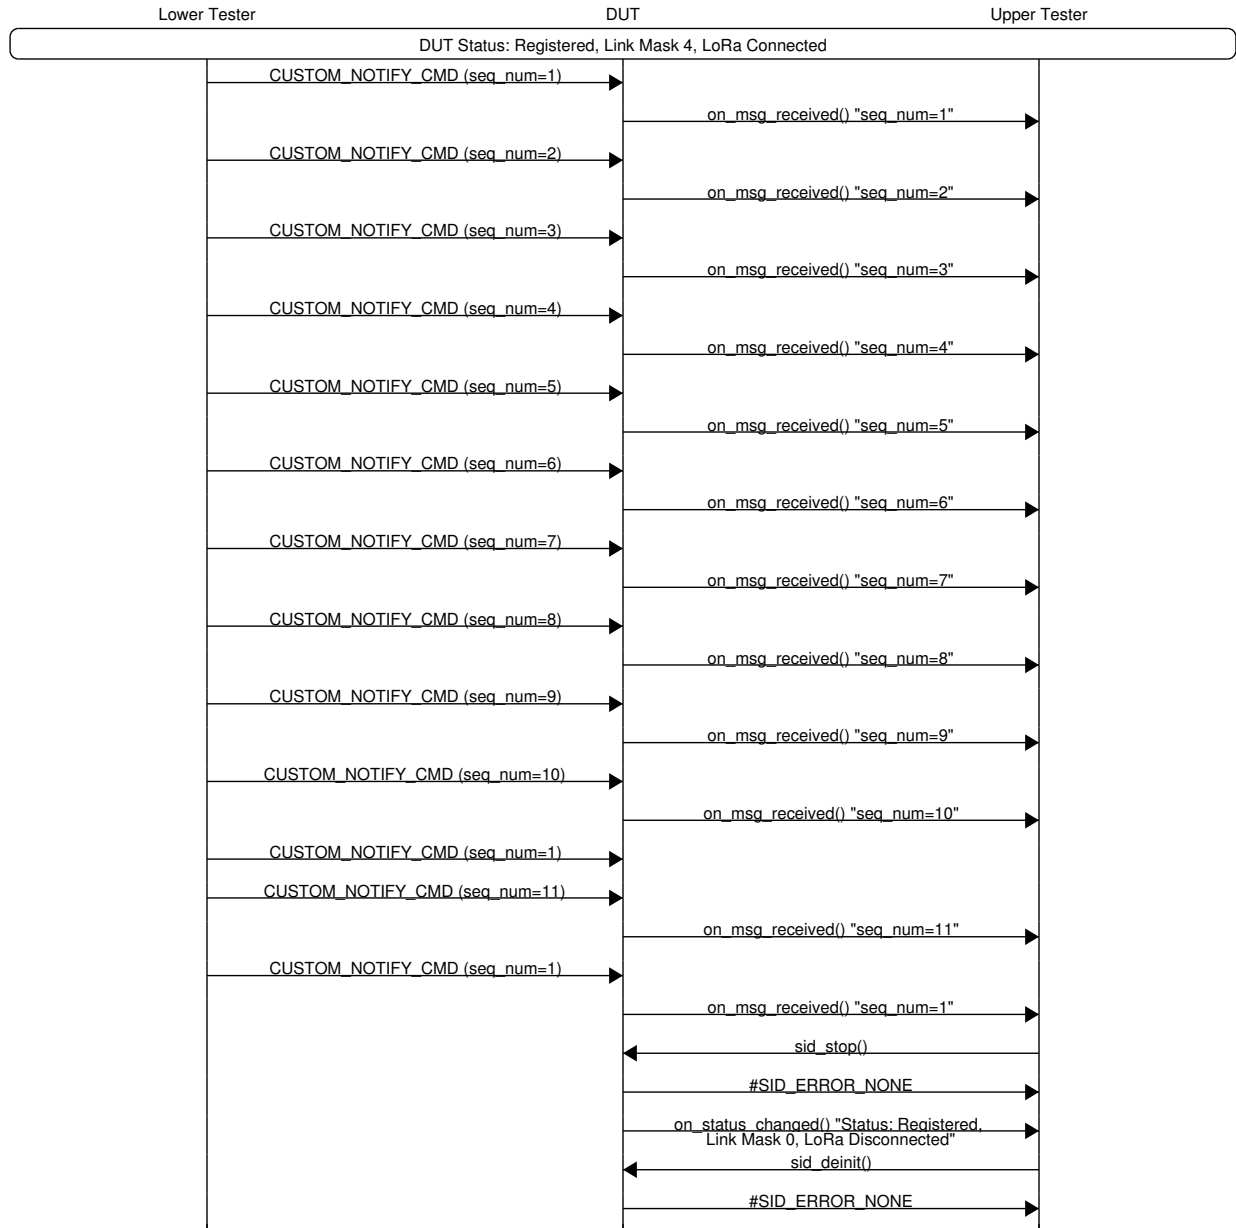 Lower Tester
DUT
Upper Tester
DUT Status: Registered, Link Mask 4, LoRa Connected
CUSTOM_NOTIFY_CMD (seq_num=1)
on_msg_received() "seq_num=1"
CUSTOM_NOTIFY_CMD (seq_num=2)
on_msg_received() "seq_num=2"
CUSTOM_NOTIFY_CMD (seq_num=3)
on_msg_received() "seq_num=3"
CUSTOM_NOTIFY_CMD (seq_num=4)
on_msg_received() "seq_num=4"
CUSTOM_NOTIFY_CMD (seq_num=5)
on_msg_received() "seq_num=5"
CUSTOM_NOTIFY_CMD (seq_num=6)
on_msg_received() "seq_num=6"
CUSTOM_NOTIFY_CMD (seq_num=7)
on_msg_received() "seq_num=7"
CUSTOM_NOTIFY_CMD (seq_num=8)
on_msg_received() "seq_num=8"
CUSTOM_NOTIFY_CMD (seq_num=9)
on_msg_received() "seq_num=9"
CUSTOM_NOTIFY_CMD (seq_num=10)
on_msg_received() "seq_num=10"
CUSTOM_NOTIFY_CMD (seq_num=1)
CUSTOM_NOTIFY_CMD (seq_num=11)
on_msg_received() "seq_num=11"
CUSTOM_NOTIFY_CMD (seq_num=1)
on_msg_received() "seq_num=1"
sid_stop()
#SID_ERROR_NONE
on_status_changed() "Status: Registered,
Link Mask 0, LoRa Disconnected"
sid_deinit()
#SID_ERROR_NONE